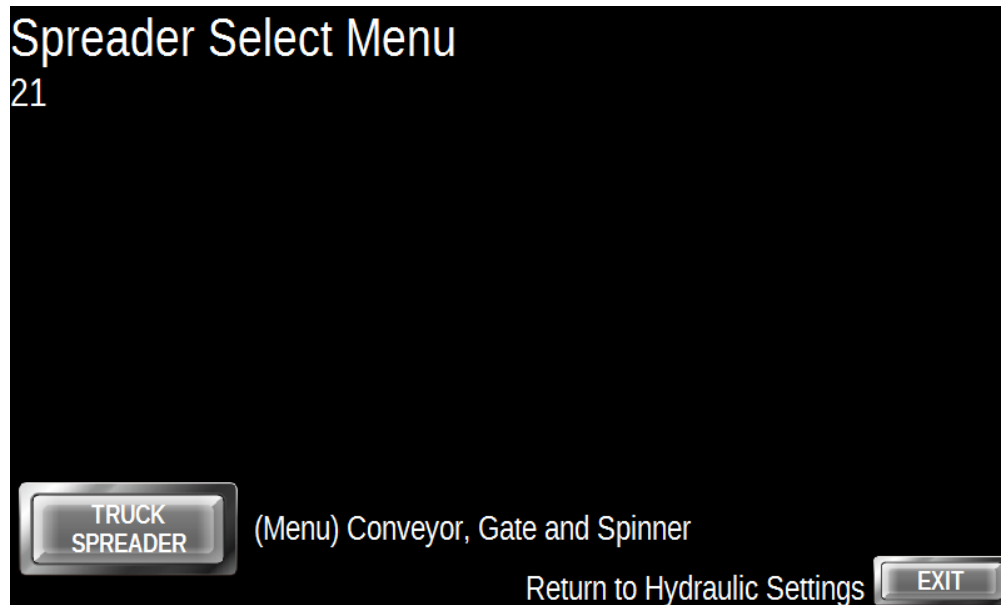 Spreader Select Menu
21
TRUCK
SPREADER
(Menu) Conveyor, Gate and Spinner
Return to Hydraulic Settings
EXIT